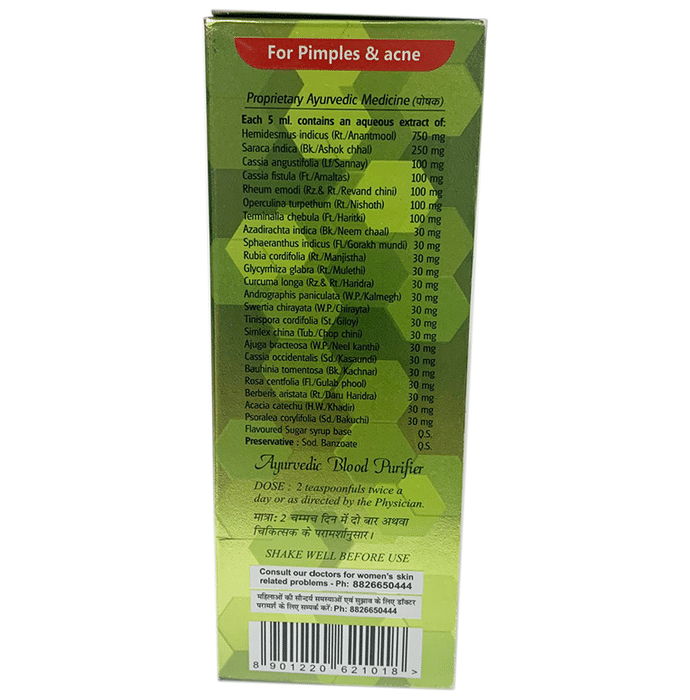 For Pimples & acne
Proprietary Ayurvedic Medicine (पोषक)
Each 5 ml. contains an aqueous extract of:
Hemidesmus indicus (Rt./Anantmool) 750 mg
Saraca indica (Bk./Ashok chhal) 250 mg
Cassia angustifolia (Lf/Sannay) 100 mg
Cassia fistula (Ft./Amaltas) 100 mg
Rheum emodi (Rz.& Rt./Revand chini) 100 mg
Operculina turpethum (Rt./Nishoth) 100 mg
Terminalia chebula (Ft./Haritki) 100 mg
Azadirachta indica (Bk./Neem chaal) 30 mg
Sphaeranthus indicus (Fl./Gorakh mundi) 30 mg
Rubia cordifolia (Rt./Manjistha) 30 mg
Glycyrrhiza glabra (Rt./Mulethi) 30 mg
Curcuma longa (Rz.& Rt./Haridra) 30 mg
Andrographis paniculata (W.P./Kalmegh) 30 mg
Swertia chirayata (W.P./Chirayta) 30 mg
Tinispora cordifolia (St./Giloy) 30 mg
Simlex china (Tub./Chop chini) 30 mg
Ajuga bracteosa (W.P./Neel kanthi) 30 mg
Cassia occidentalis (Sd./Kasaundi) 30 mg
Bauhinia tomentosa (Bk./Kachnar) 30 mg
Rosa centfolia (Fl./Gulab phool) 30 mg
Berberis aristata (Rt./Daru Haridra) 30 mg
Acacia catechu (H.W./Khadir) 30 mg
Psoralea corylifolia (Sd./Bakuchi) 30 mg
Flavoured Sugar syrup base Q.S.
Preservative : Sod. Banzoate Q.S.
Ayurvedic Blood Purifier
DOSE : 2 teaspoonfuls twice a
day or as directed by the Physician.
मात्रा: 2 चम्मच दिन में दो बार अथवा
चिकित्सक के परामर्शानुसार।
SHAKE WELL BEFORE USE
Consult our doctors for women's skin
related problems - Ph: 8826650444
महिलाओं की सौन्दर्य समस्याओं एवं सुझाव के लिए डॉक्टर
परामर्श के लिए सम्पर्क करें: Ph: 8826650444
8 901220 621018 >